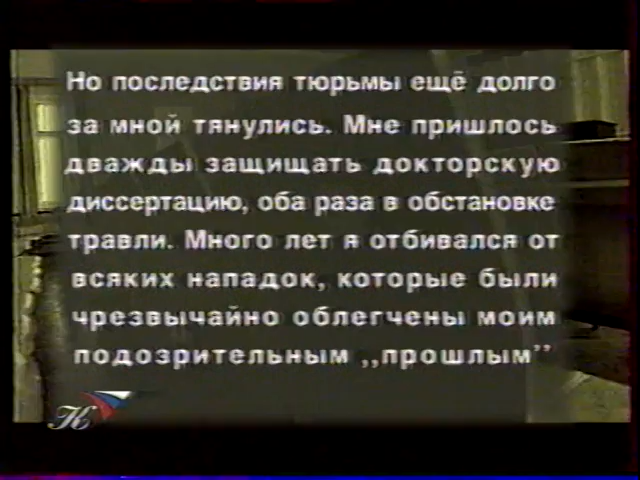 Но последствия тюрьмы ещё долго
за мной тянулись. Мне пришлось
дважды защищать докторскую
диссертацию, оба раза в обстановке
травли. Много лет я отбивался от
всяких нападок, которые были
чрезвычайно облегчены моим
подозрительным „прошлым”
К